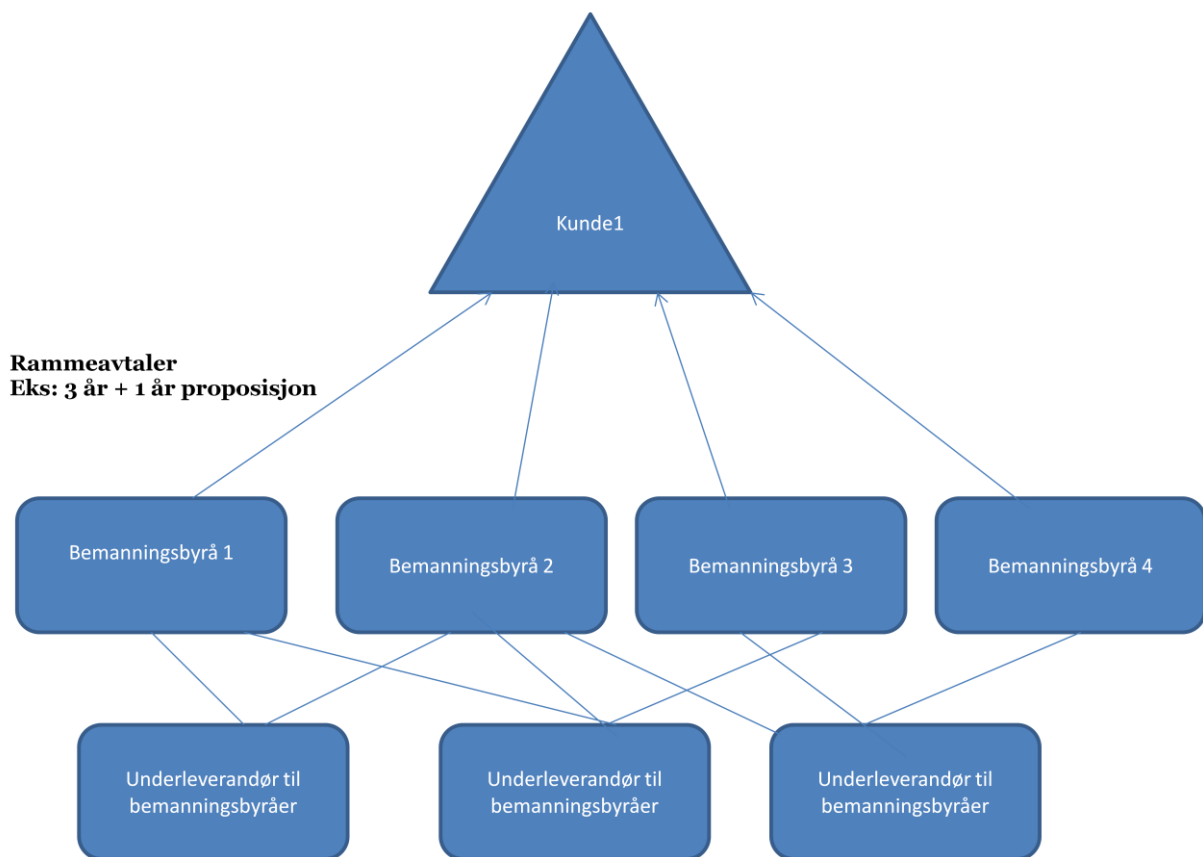 Kunde1
Rammeavtaler
Eks: 3 år + 1 år proposisjon
Bemanningsbyrå 1
Bemanningsbyrå 2
Bemanningsbyrå 3
Bemanningsbyrå 4
Underleverandør til
bemanningsbyråer
Underleverandør til
bemanningsbyråer
Underleverandør til
bemanningsbyråer